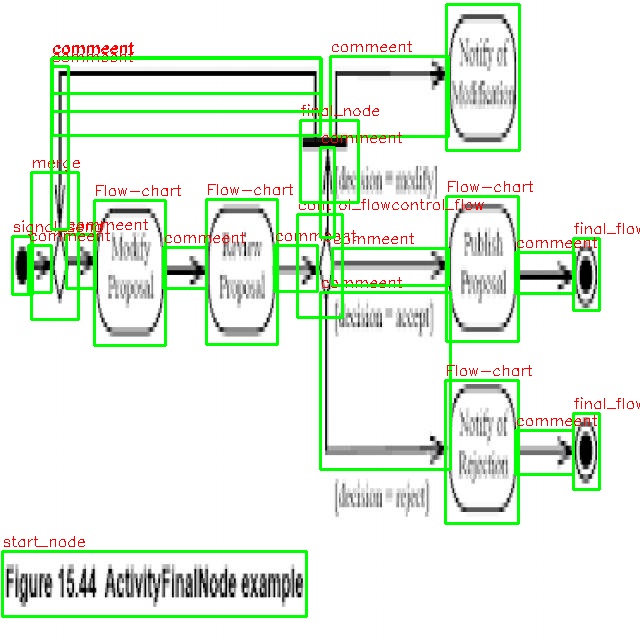 commeent
commeent
commeent
Notify of
Modification
final_node
commeent
merge
[decision = modify]
Flow-chart
Flow-chart
Flow-chart
control_flowcontrol_flow
commeent
commeent
commeent
commeent
commeent
commeent
final_flow
Modify
Proposal
Review
Proposal
Publish
Proposal
commeent
[decision = accept]
Flow-chart
final_flow
Notify of
Rejection
commeent
[decision = reject]
start_node
Figure 15.44 ActivityFinalNode example